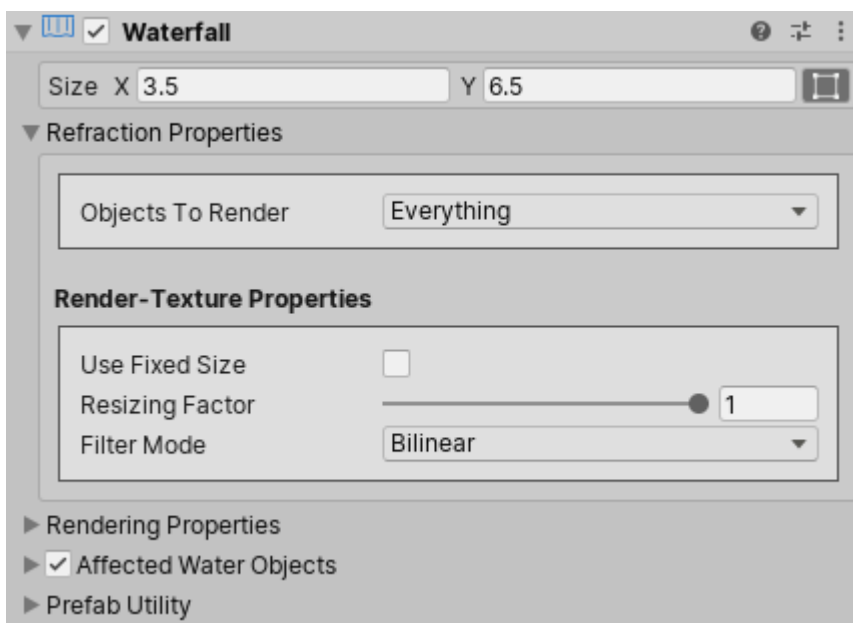 Waterfall
Size X 3.5 Y 6.5
Refraction Properties
Objects To Render Everything
Render-Texture Properties
Use Fixed Size
Resizing Factor 1
Filter Mode Bilinear
Rendering Properties
Affected Water Objects
Prefab Utility